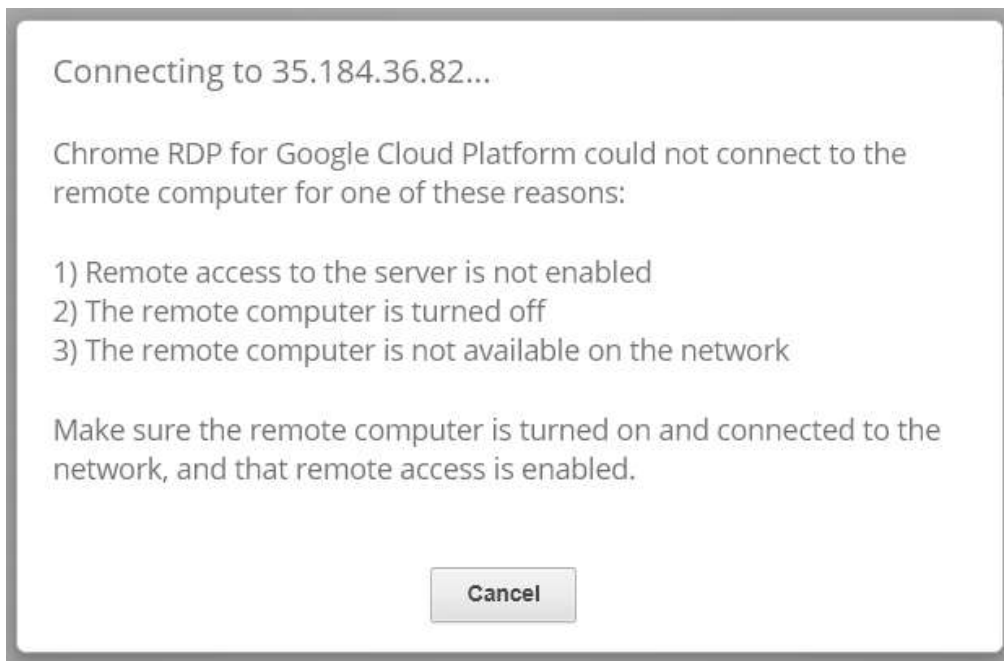 Connecting to 35.184.36.82...
Chrome RDP for Google Cloud Platform could not connect to the
remote computer for one of these reasons:
1) Remote access to the server is not enabled
2) The remote computer is turned off
3) The remote computer is not available on the network
Make sure the remote computer is turned on and connected to the
network, and that remote access is enabled.
Cancel